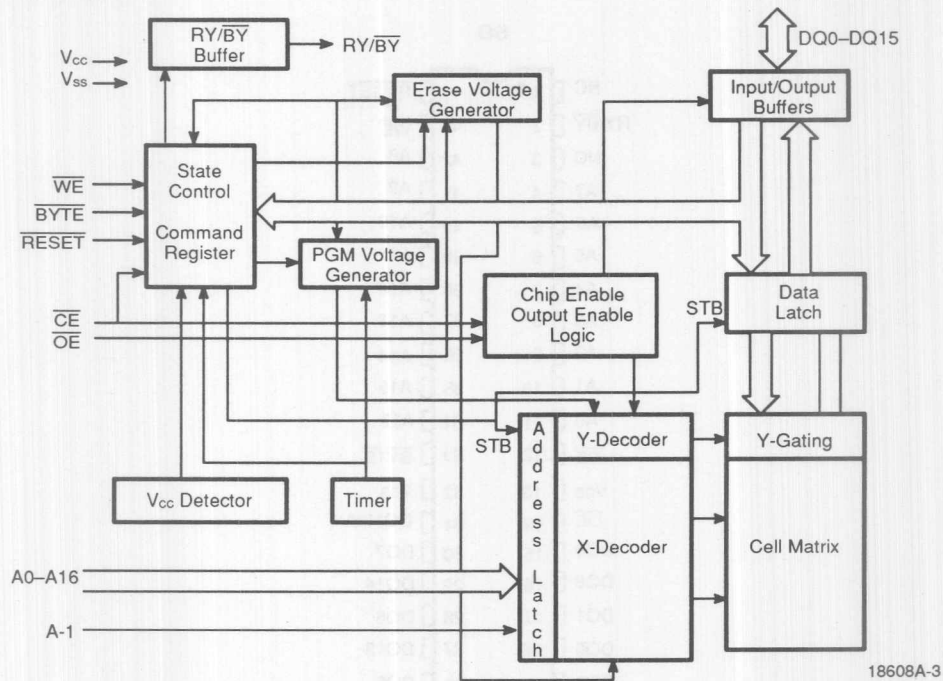 RY/BY
Buffer
RY/BY
Vcc
Vss
DQ0–DQ15
Erase Voltage
Generator
Input/Output
Buffers
State
Control
Command
Register
WE
BYTE
RESET
PGM Voltage
Generator
Chip Enable
Output Enable
Logic
STB
Data
Latch
CE
OE
STB
Address Latch
Y-Decoder
Y-Gating
Vcc Detector
Timer
X-Decoder
Cell Matrix
A0–A16
A-1
18608A-3